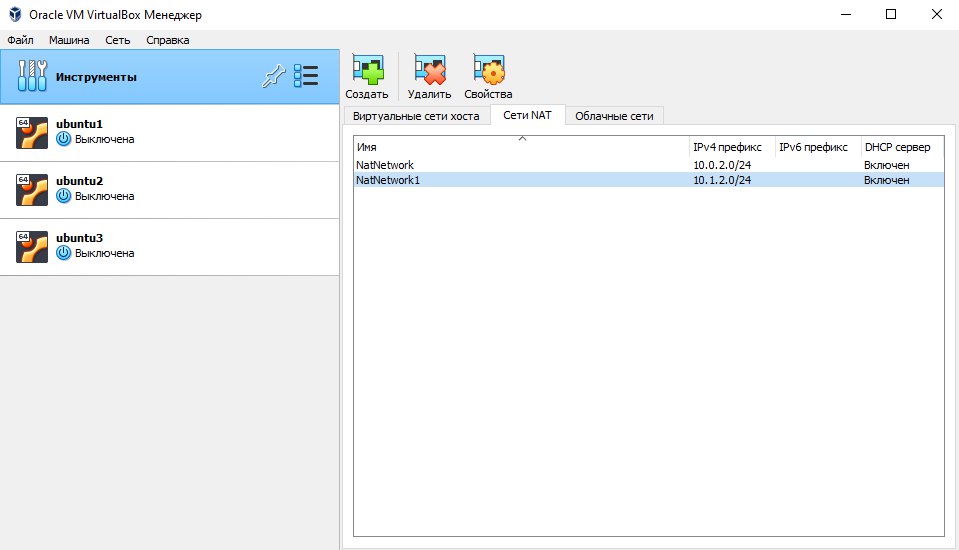 Oracle VM VirtualBox Менеджер
Файл Машина Сеть Справка
Инструменты
64
ubuntu1
Выключена
64
ubuntu2
Выключена
64
ubuntu3
Выключена
Создать Удалить Свойства
Виртуальные сети хоста Сети NAT Облачные сети
Имя IPv4 префикс IPv6 префикс DHCP сервер
NatNetwork 10.0.2.0/24 Включен
NatNetwork1 10.1.2.0/24 Включен